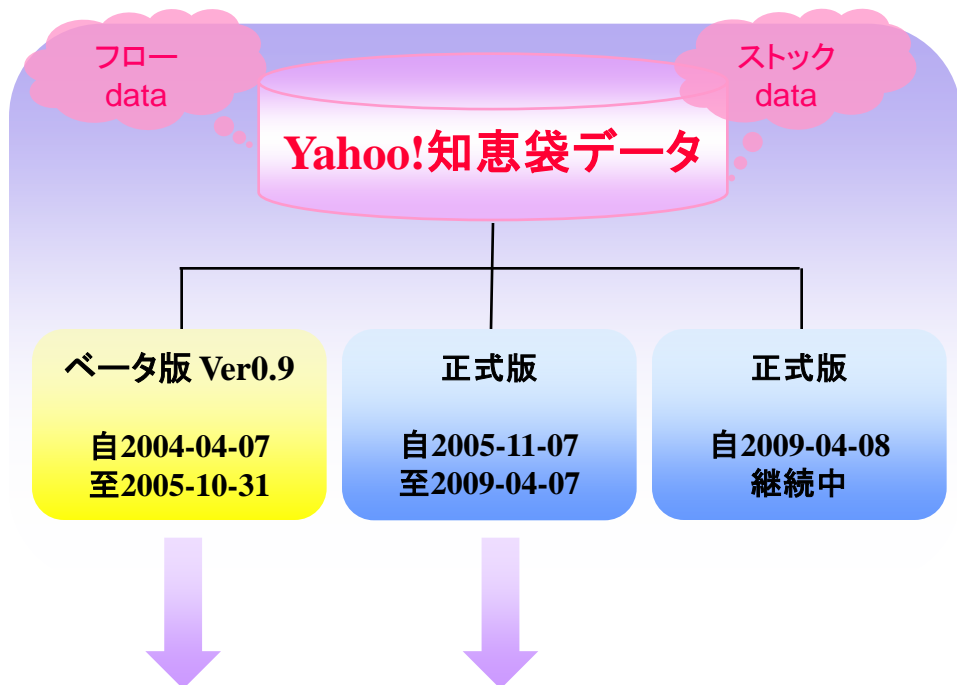 フロー
data
ストック
data
Yahoo!知恵袋データ
ベータ版 Ver0.9
自2004-04-07
至2005-10-31
正式版
自2005-11-07
至2009-04-07
正式版
自2009-04-08
継続中